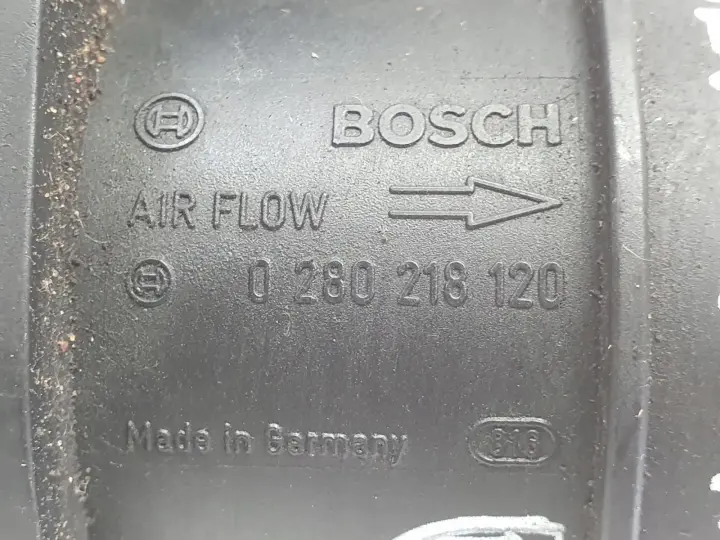 BOSCH
AIR FLOW
0 280 218 120
Made in Germany
816